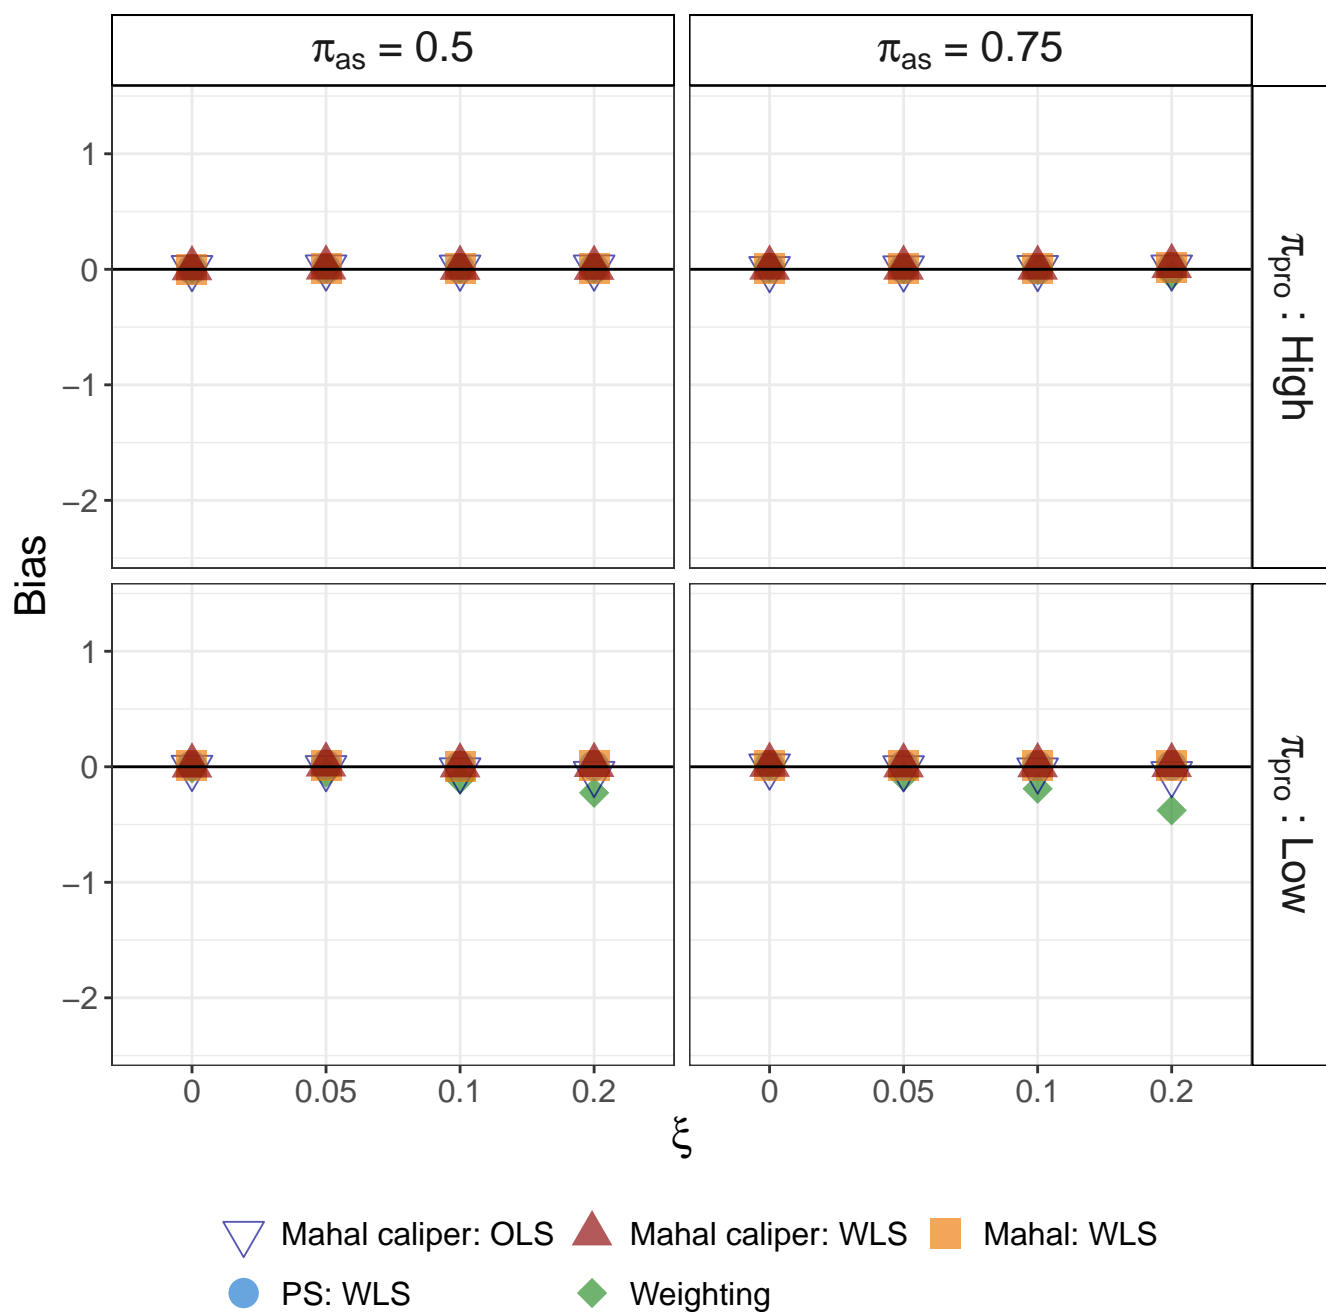 π_as = 0.5
π_as = 0.75
1
0
−1
−2
π_pro : High
1
0
−1
−2
π_pro : Low
Bias
0 0.05 0.1 0.2
0 0.05 0.1 0.2
ξ
Mahal caliper: OLS Mahal caliper: WLS Mahal: WLS
PS: WLS Weighting